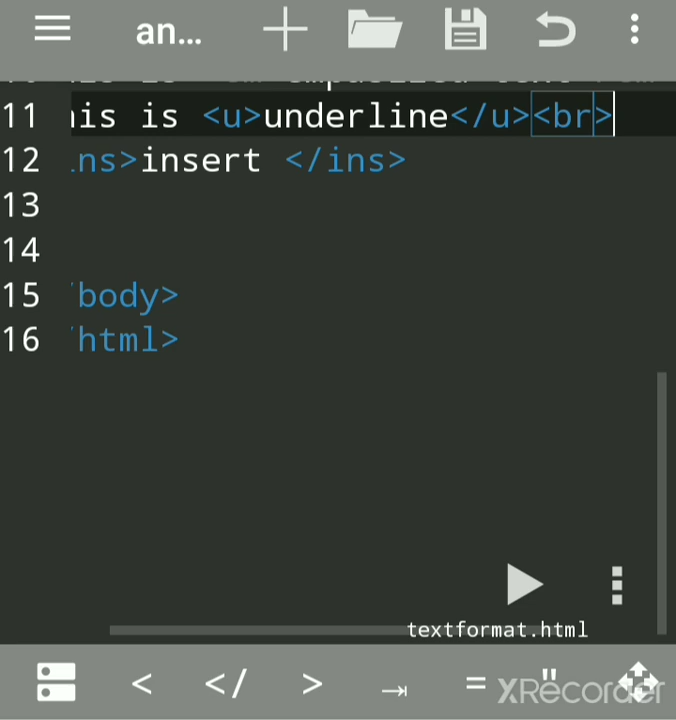 an...
11 his is <u>underline</u><br>
12 ns>insert </ins>
13
14
15 body>
16 html>
textformat.html
< </ > = "
XRecorder